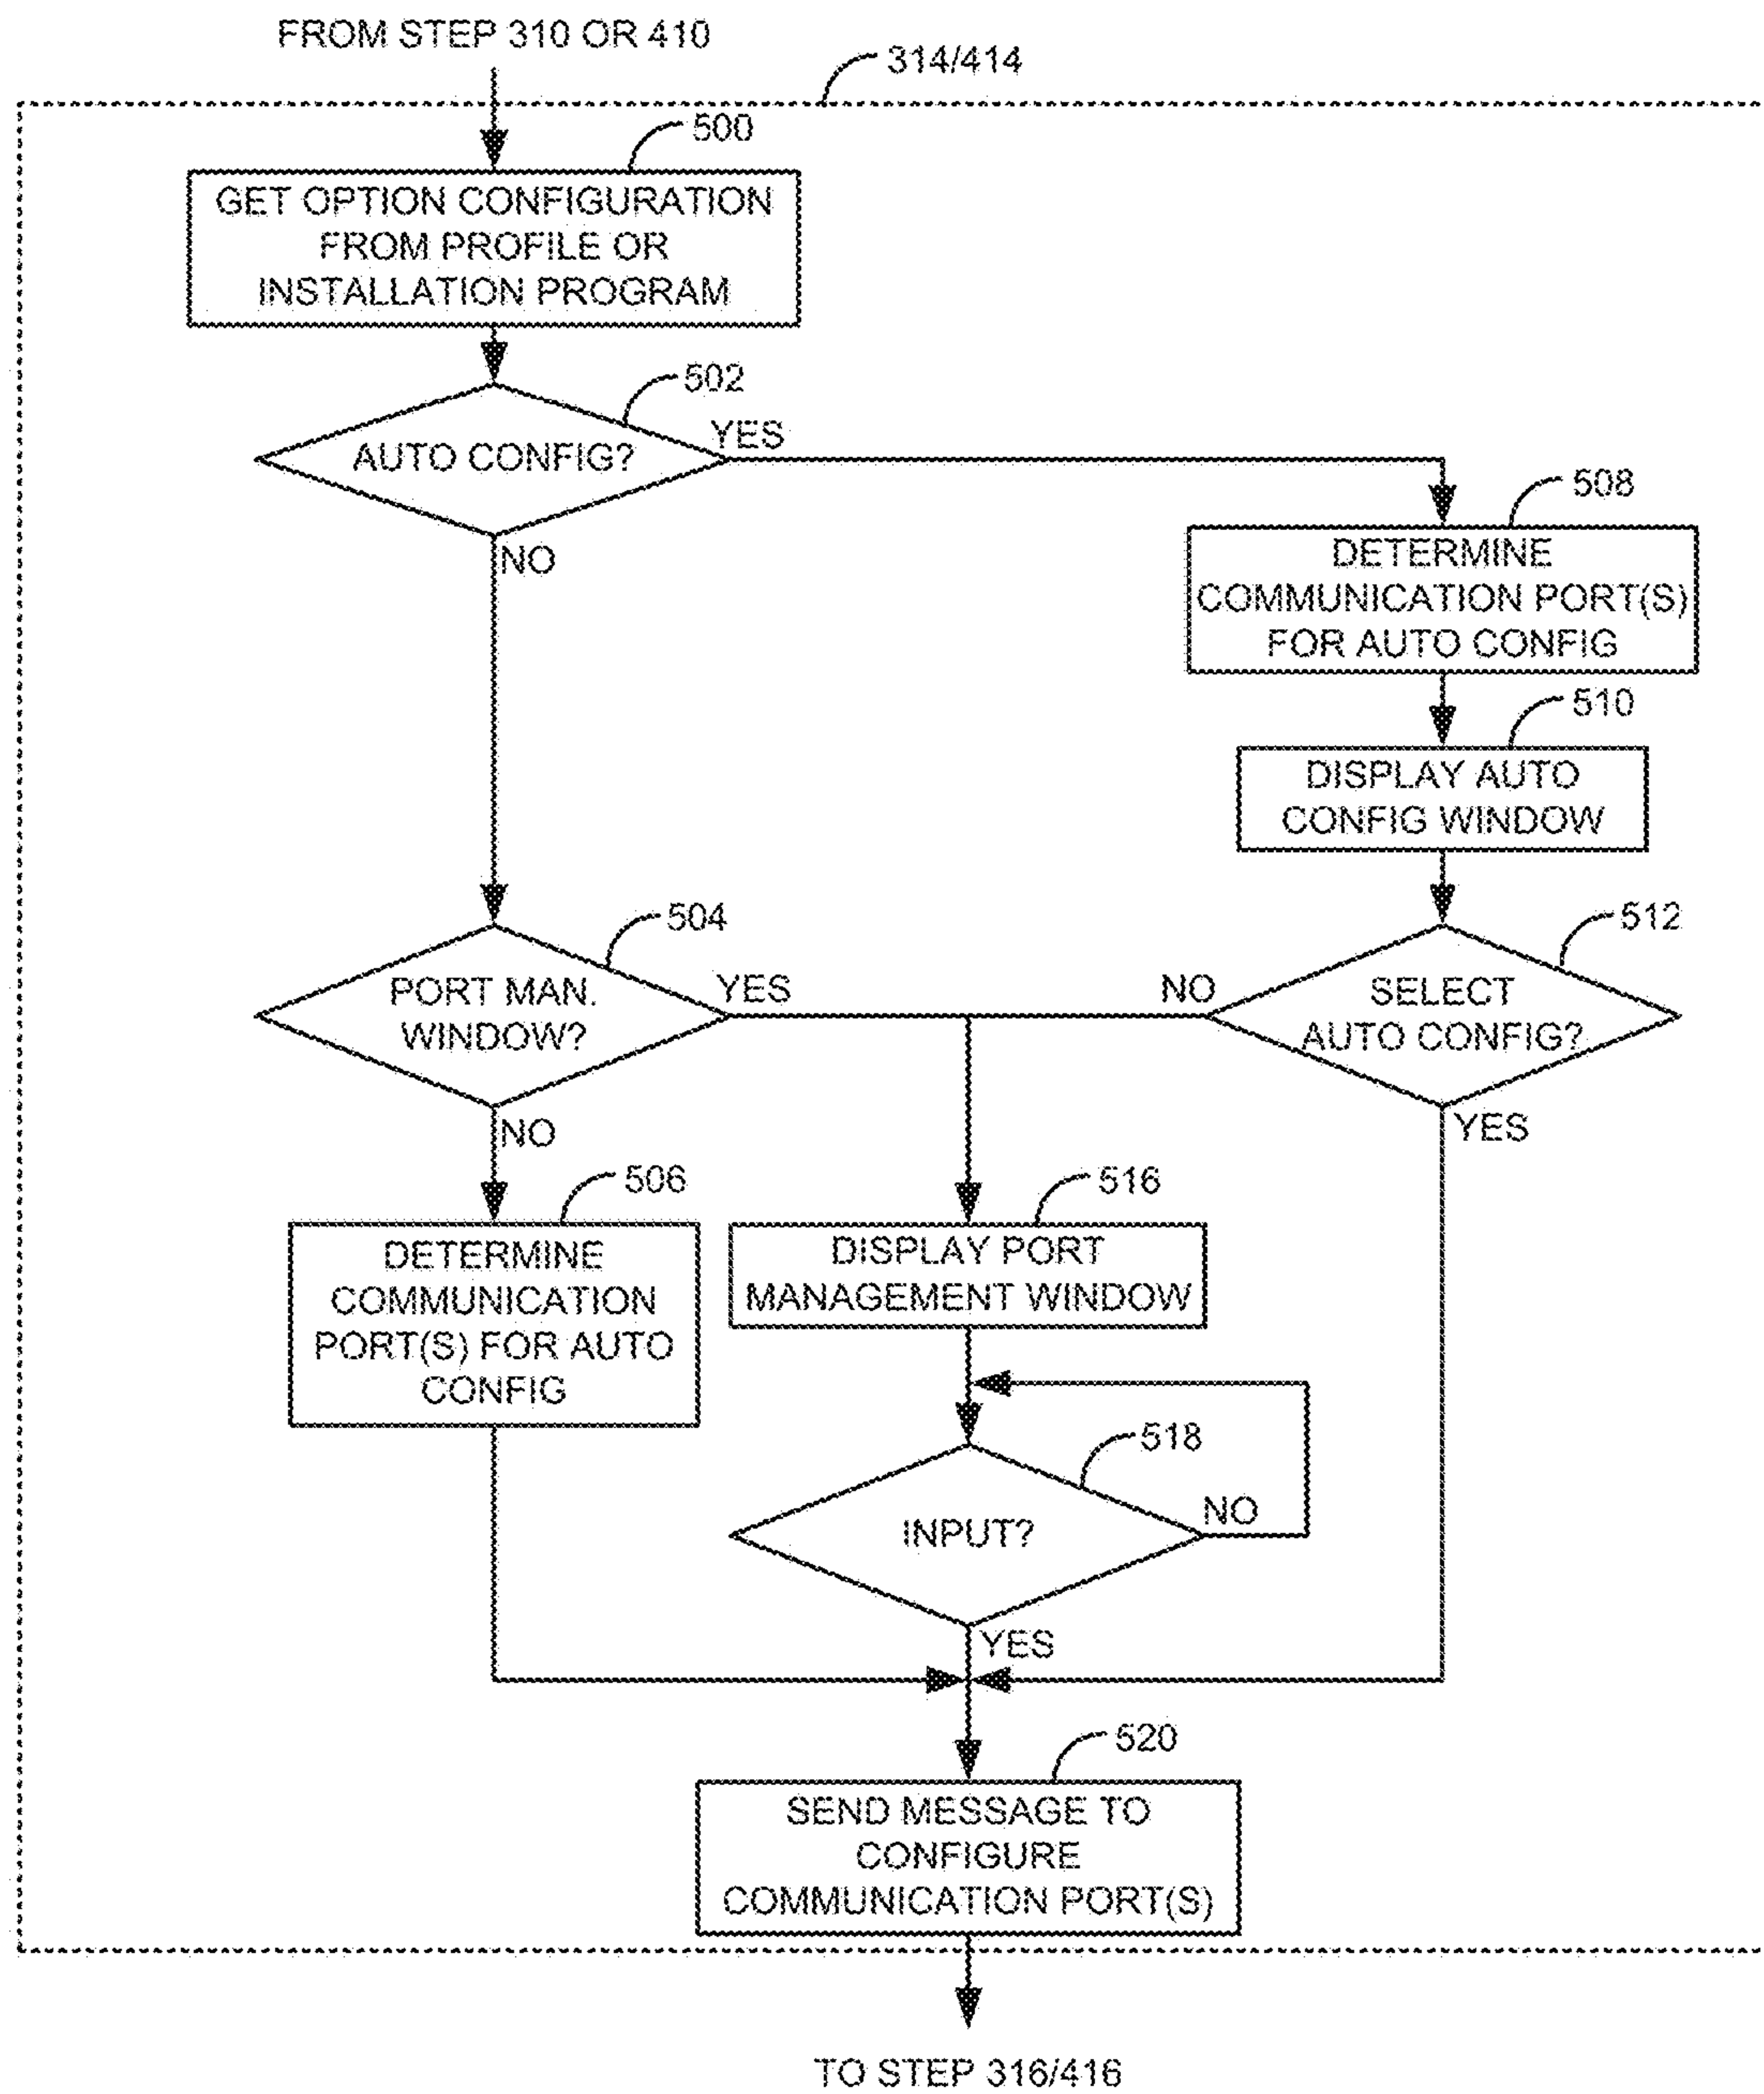 FROM STEP 310 OR 410
314/414
500
GET OPTION CONFIGURATION
FROM PROFILE OR
INSTALLATION PROGRAM
502
AUTO CONFIG?
YES
NO
508
DETERMINE
COMMUNICATION PORT(S)
FOR AUTO CONFIG
510
DISPLAY AUTO
CONFIG WINDOW
504
PORT MAN.
WINDOW?
YES
NO
512
SELECT
AUTO CONFIG?
NO
YES
506
DETERMINE
COMMUNICATION
PORT(S) FOR AUTO
CONFIG
516
DISPLAY PORT
MANAGEMENT WINDOW
518
INPUT?
NO
YES
520
SEND MESSAGE TO
CONFIGURE
COMMUNICATION PORT(S)
TO STEP 316/416